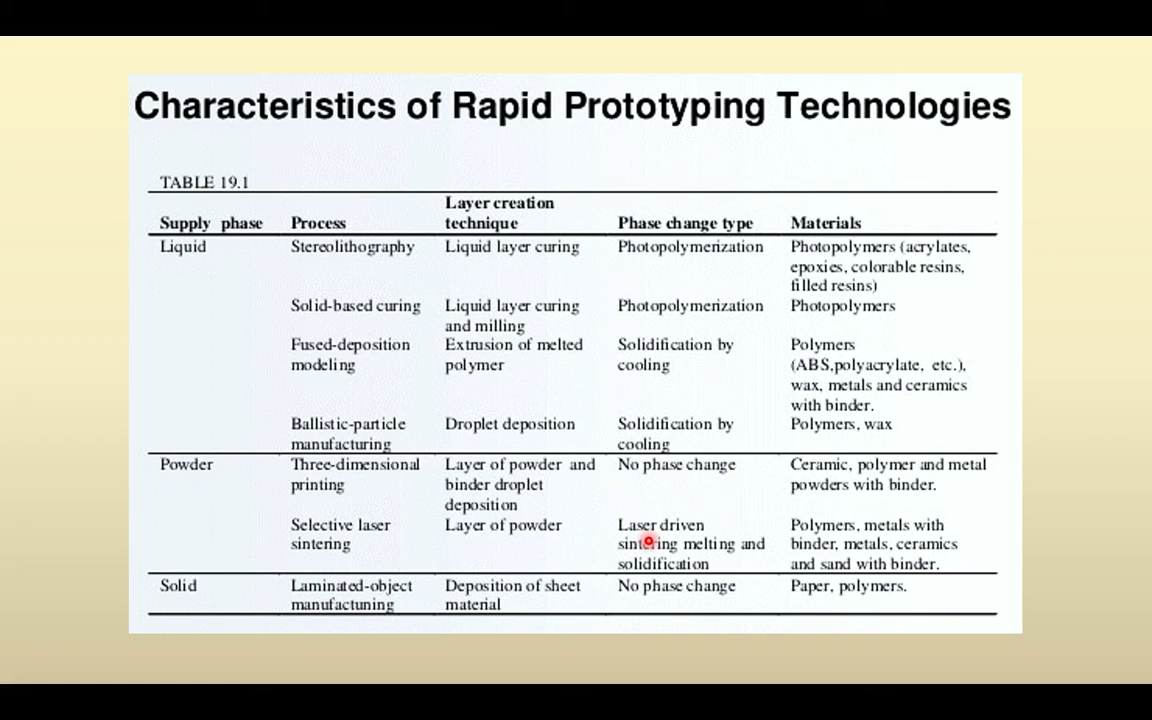 Characteristics of Rapid Prototyping Technologies
TABLE 19.1
Layer creation
Supply phase Process technique Phase change type Materials
Liquid Stereolithography Liquid layer curing Photopolymerization Photopolymers (acrylates,
epoxies, colorable resins,
filled resins)
Solid-based curing Liquid layer curing Photopolymerization Photopolymers
and milling
Fused-deposition Extrusion of melted Solidification by Polymers
modeling polymer cooling (ABS,polyacrylate, etc.),
wax, metals and ceramics
with binder.
Ballistic-particle Droplet deposition Solidification by Polymers, wax
manufacturing cooling
Powder Three-dimensional Layer of powder and No phase change Ceramic, polymer and metal
printing binder droplet powders with binder.
deposition
Selective laser Layer of powder Laser driven Polymers, metals with
sintering sintering melting and binder, metals, ceramics
solidification and sand with binder.
Solid Laminated-object Deposition of sheet No phase change Paper, polymers.
manufactuning material